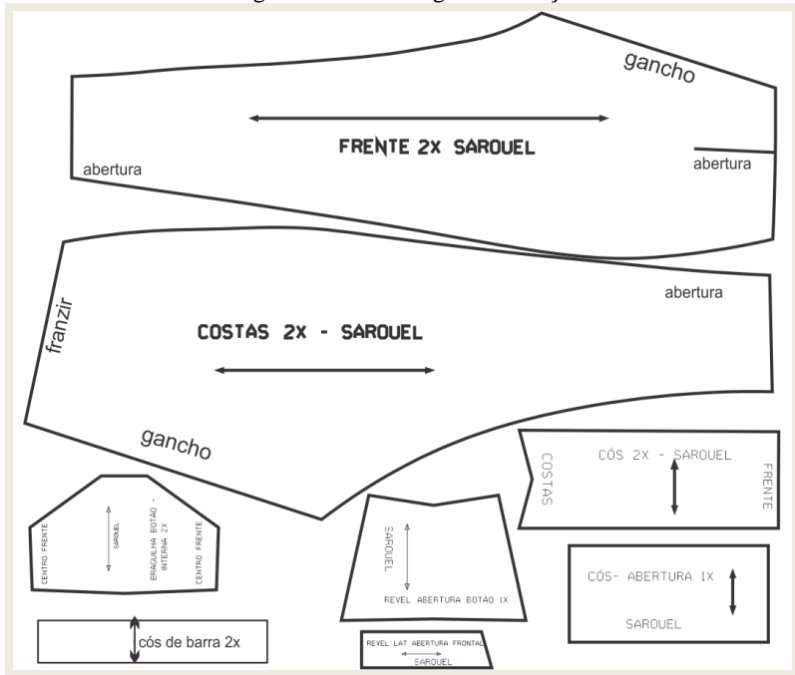 gancho
FRENTE 2X SAROUEL
abertura
abertura
franzir
abertura
COSTAS 2X - SAROUEL
gancho
COSTAS
CÓS 2X - SAROUEL
FRENTE
CENTRO FRENTE
SAROUEL
BRAGUILHA BOTÃO -
INTERNA 2X
CENTRO FRENTE
SAROUEL
REVEL ABERTURA BOTÃO 1X
CÓS- ABERTURA 1X
SAROUEL
cós de barra 2x
REVEL LAT ABERTURA FRONTAL
SAROUEL